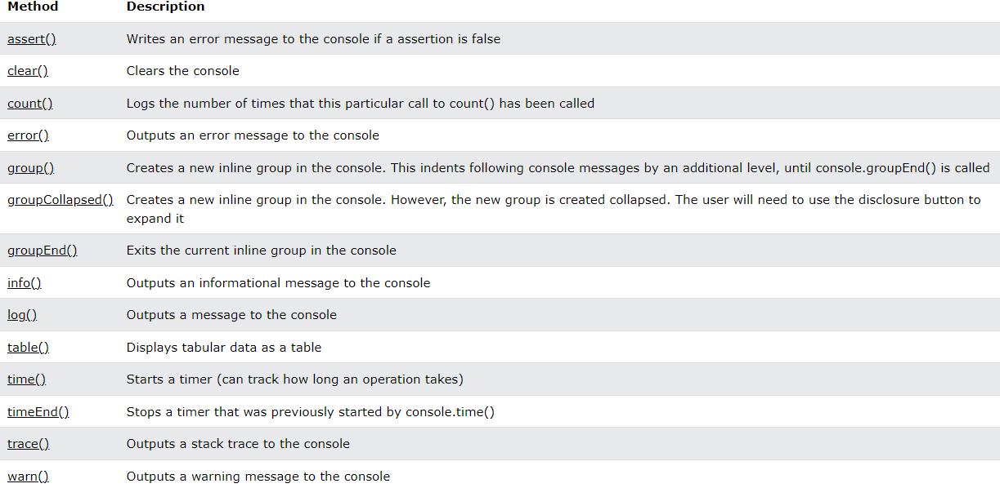 Method Description
assert() Writes an error message to the console if a assertion is false
clear() Clears the console
count() Logs the number of times that this particular call to count() has been called
error() Outputs an error message to the console
group() Creates a new inline group in the console. This indents following console messages by an additional level, until console.groupEnd() is called
groupCollapsed() Creates a new inline group in the console. However, the new group is created collapsed. The user will need to use the disclosure button to
expand it
groupEnd() Exits the current inline group in the console
info() Outputs an informational message to the console
log() Outputs a message to the console
table() Displays tabular data as a table
time() Starts a timer (can track how long an operation takes)
timeEnd() Stops a timer that was previously started by console.time()
trace() Outputs a stack trace to the console
warn() Outputs a warning message to the console